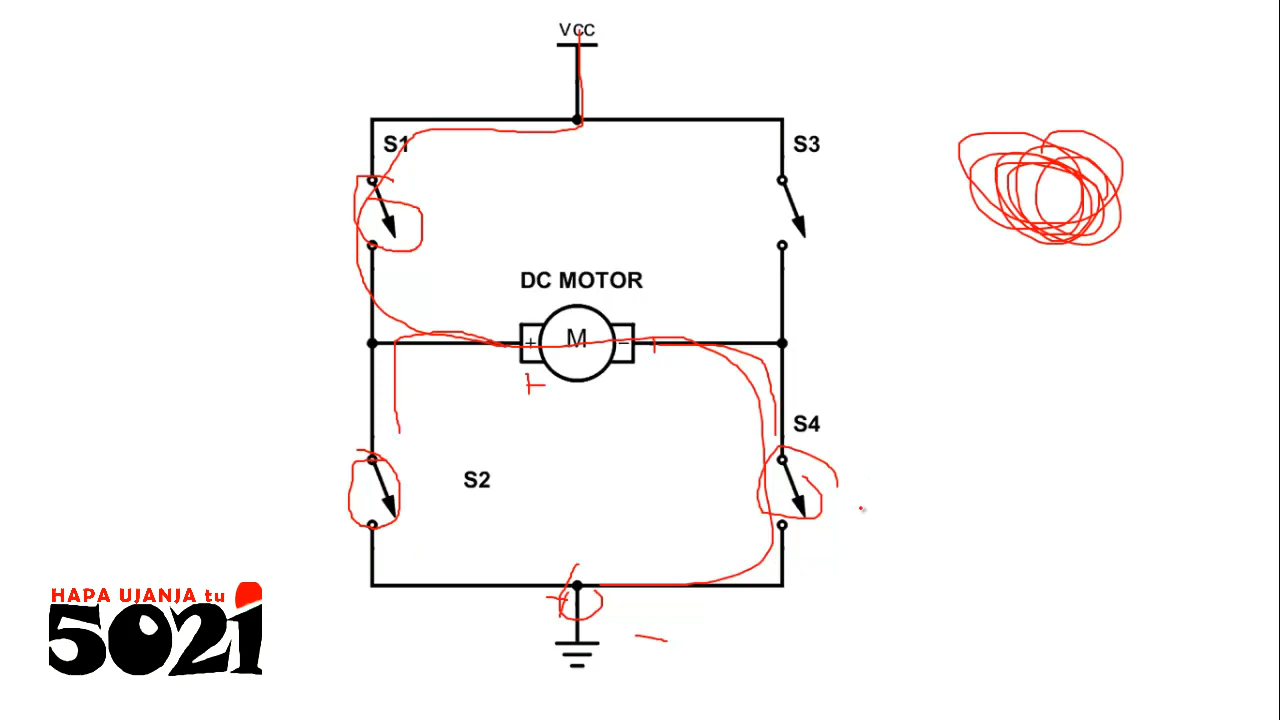 VCC
S1
S3
DC MOTOR
+ M −
+
S4
S2
+
−
HAPA UJANJA tu
5021